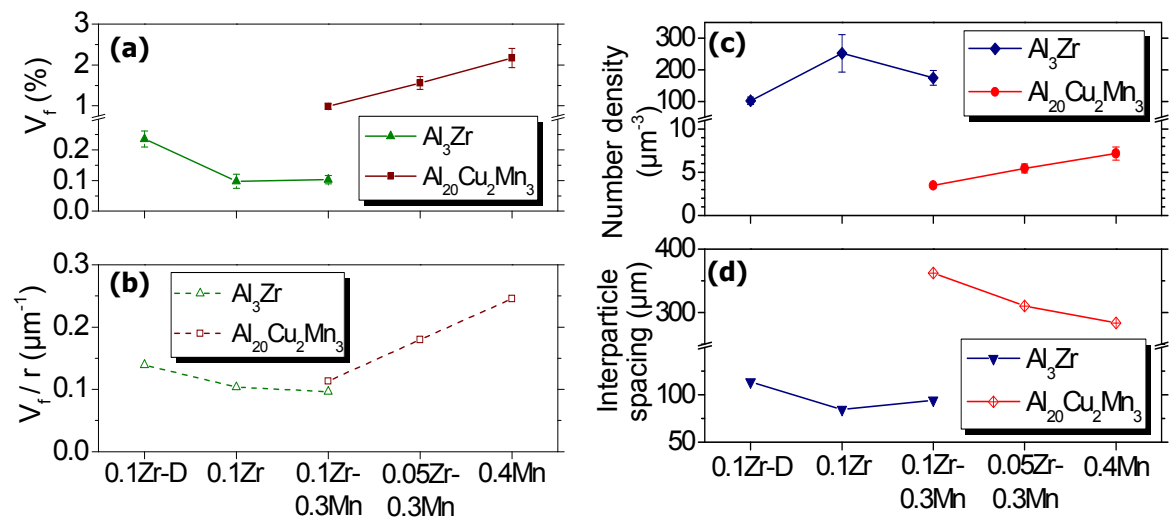 (a)
V_f (%)
2
1
0.2
0.1
0.0
Al₃Zr
Al₂₀Cu₂Mn₃
(b)
V_f / r (µm⁻¹)
0.3
0.2
0.1
0.0
Al₃Zr
Al₂₀Cu₂Mn₃
0.1Zr-D
0.1Zr
0.1Zr-
0.3Mn
0.05Zr-
0.3Mn
0.4Mn
(c)
Number density
(µm⁻³)
300
200
100
10
5
0
Al₃Zr
Al₂₀Cu₂Mn₃
(d)
Interparticle
spacing (µm)
400
300
100
50
Al₃Zr
Al₂₀Cu₂Mn₃
0.1Zr-D
0.1Zr
0.1Zr-
0.3Mn
0.05Zr-
0.3Mn
0.4Mn